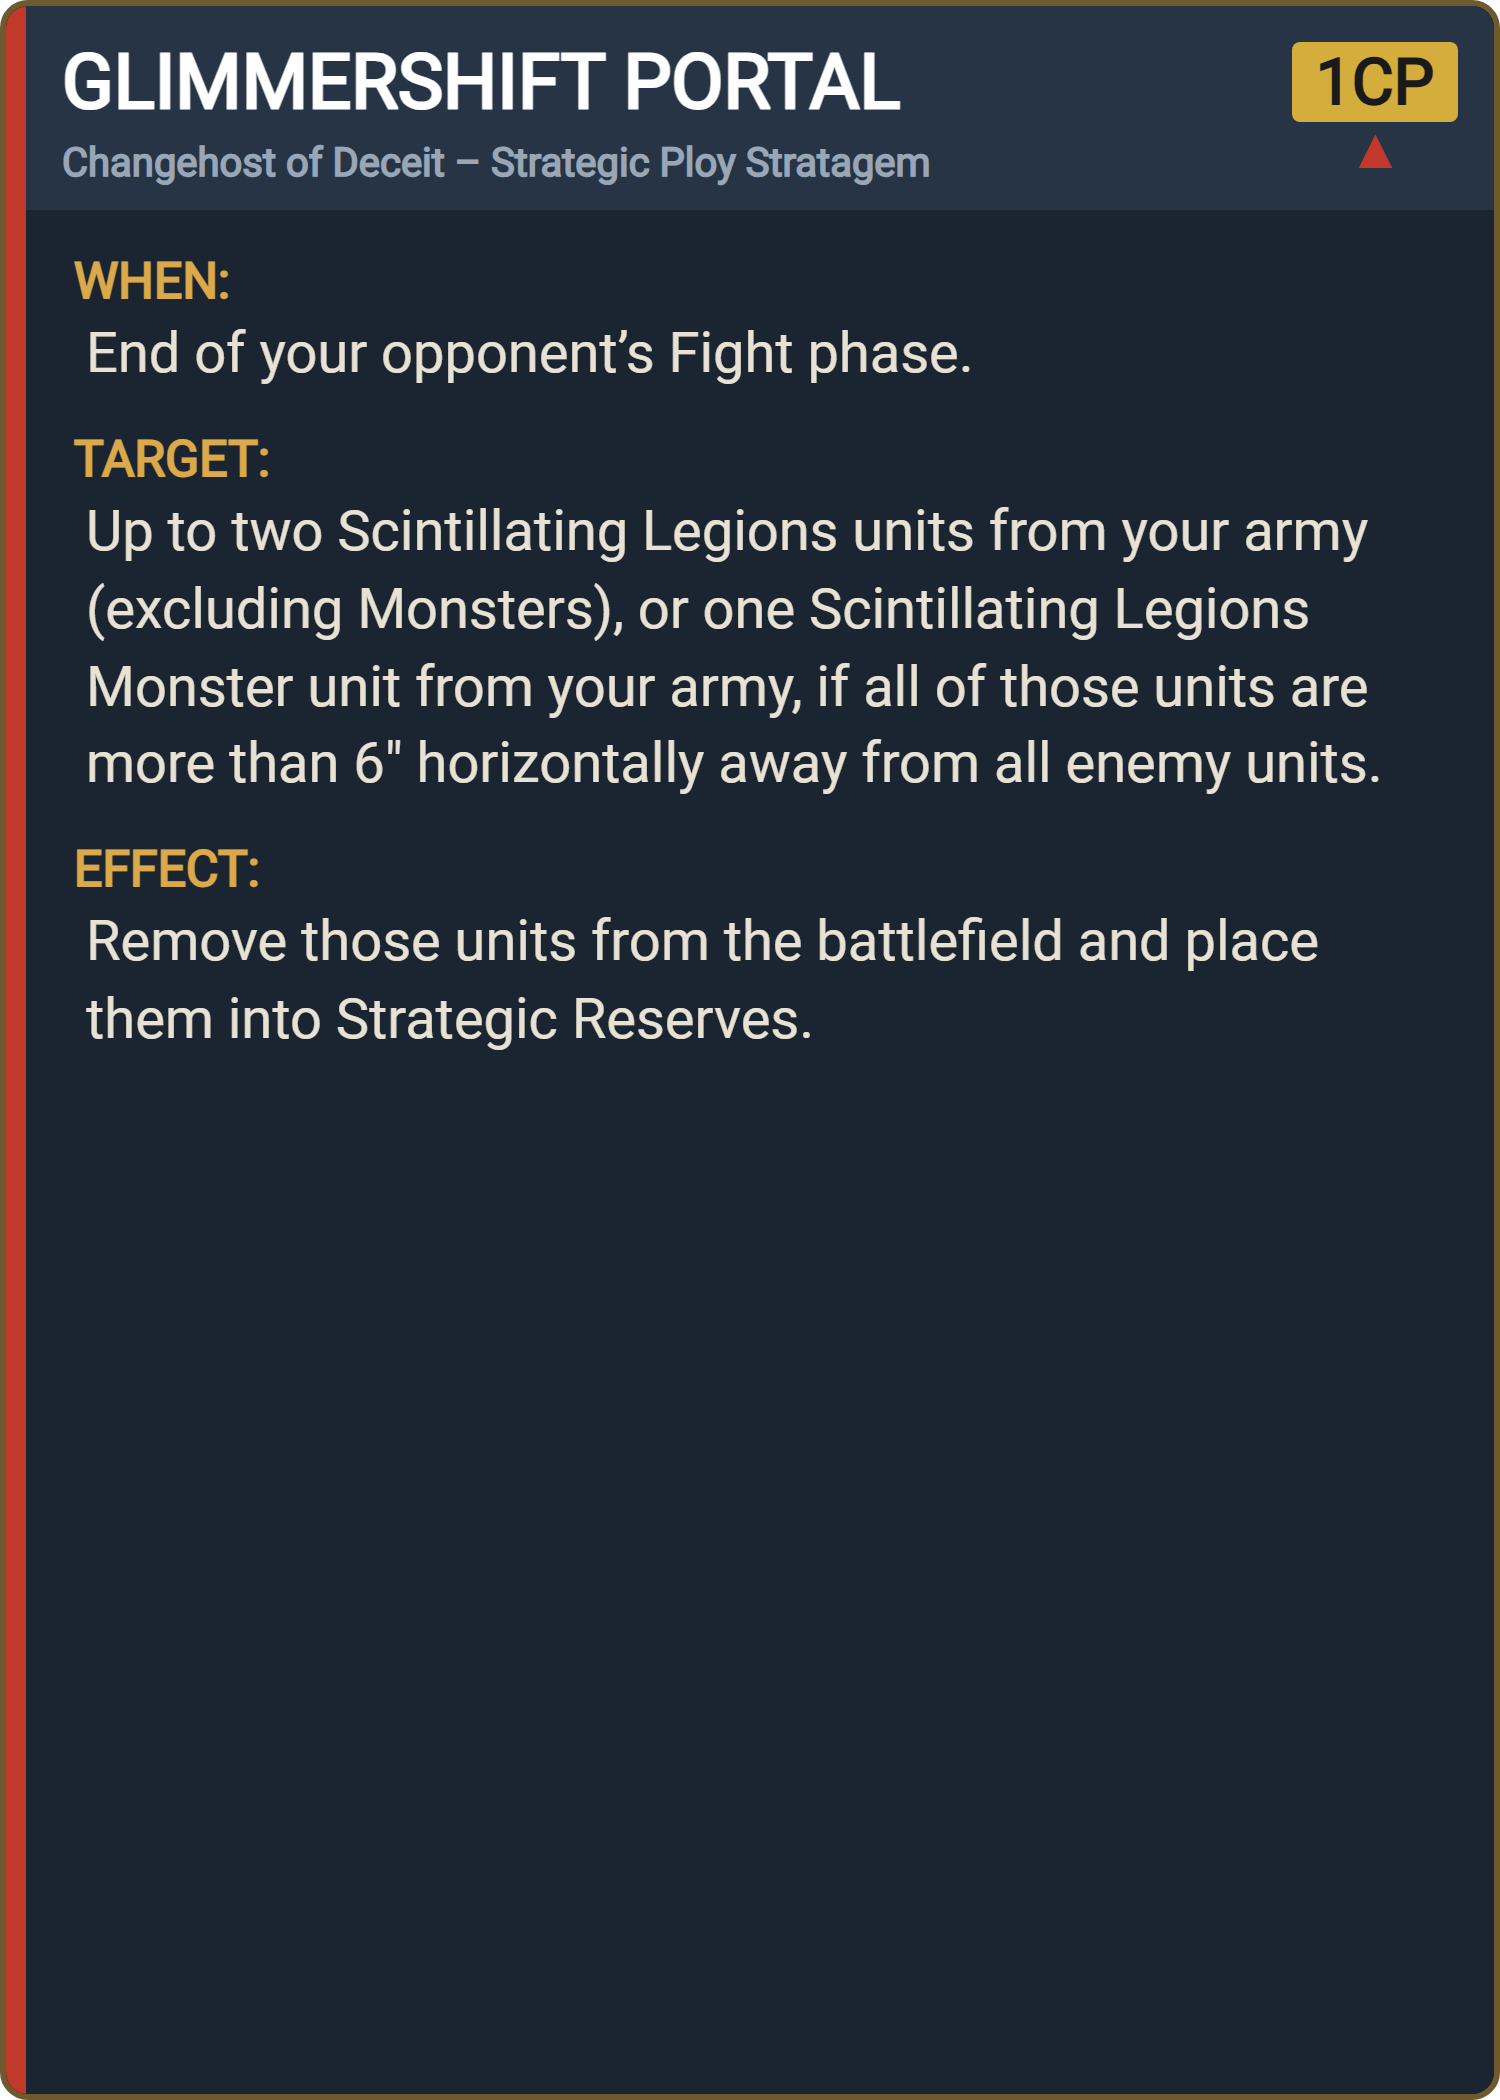 GLIMMERSHIFT PORTAL
1CP
Changehost of Deceit – Strategic Ploy Stratagem
WHEN:
End of your opponent’s Fight phase.
TARGET:
Up to two Scintillating Legions units from your army
(excluding Monsters), or one Scintillating Legions
Monster unit from your army, if all of those units are
more than 6" horizontally away from all enemy units.
EFFECT:
Remove those units from the battlefield and place
them into Strategic Reserves.